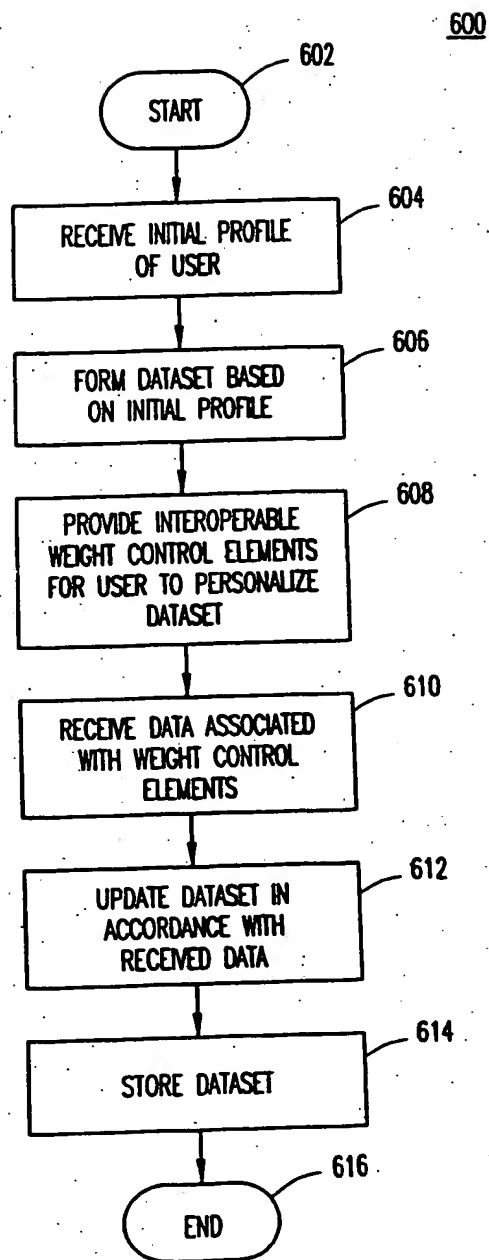 600
602
START
604
RECEIVE INITIAL PROFILE
OF USER
606
FORM DATASET BASED
ON INITIAL PROFILE
608
PROVIDE INTEROPERABLE
WEIGHT CONTROL ELEMENTS
FOR USER TO PERSONALIZE
DATASET
610
RECEIVE DATA ASSOCIATED
WITH WEIGHT CONTROL
ELEMENTS
612
UPDATE DATASET IN
ACCORDANCE WITH
RECEIVED DATA
614
STORE DATASET
616
END